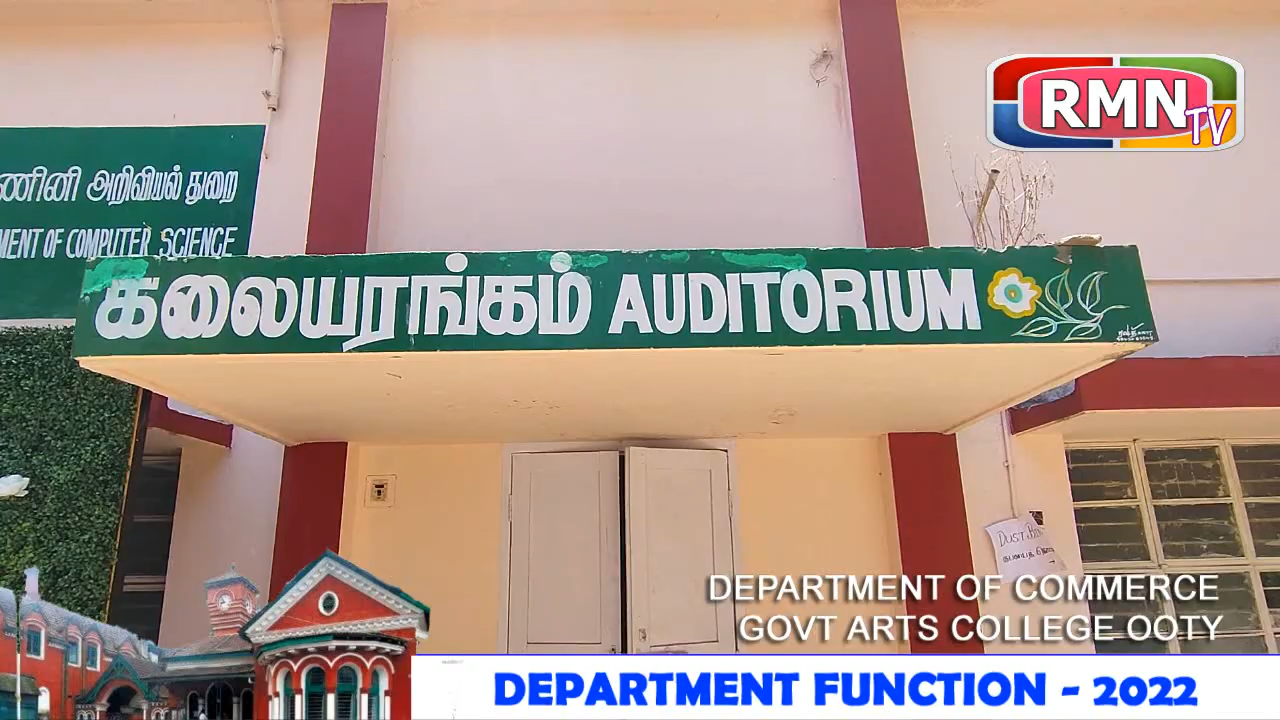 RMN
TV
ணினி அறிவியல் துறை
MENT OF COMPUTER SCIENCE
கலையரங்கம் AUDITORIUM
DUST
DEPARTMENT OF COMMERCE
GOVT ARTS COLLEGE OOTY
DEPARTMENT FUNCTION - 2022